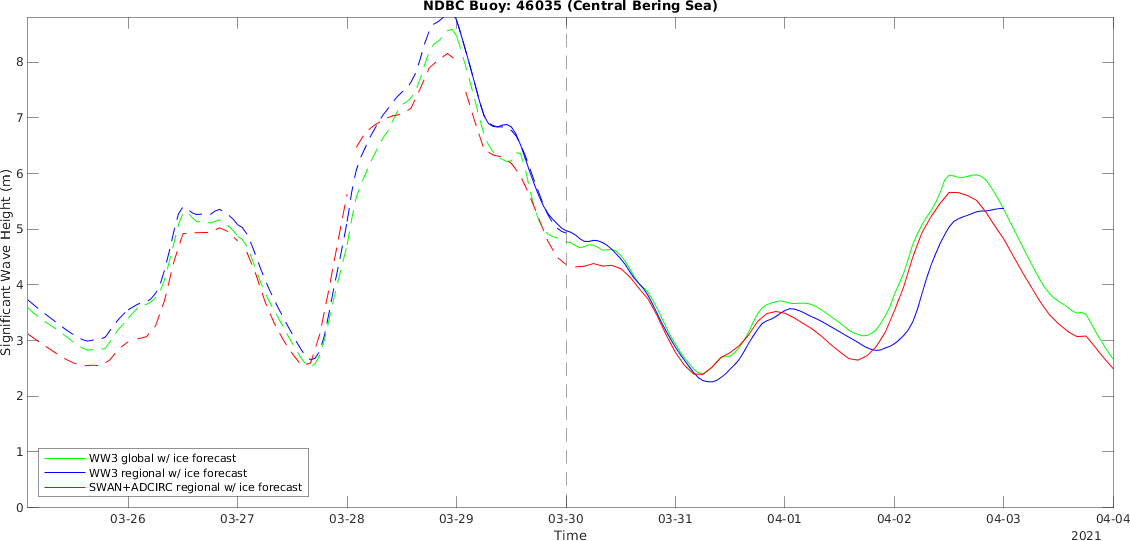 NDBC Buoy: 46035 (Central Bering Sea)
Significant Wave Height (m)
8
7
6
5
4
3
2
1
0
WW3 global w/ ice forecast
WW3 regional w/ ice forecast
SWAN+ADCIRC regional w/ ice forecast
03-26 03-27 03-28 03-29 03-30 03-31 04-01 04-02 04-03 04-04
Time
2021